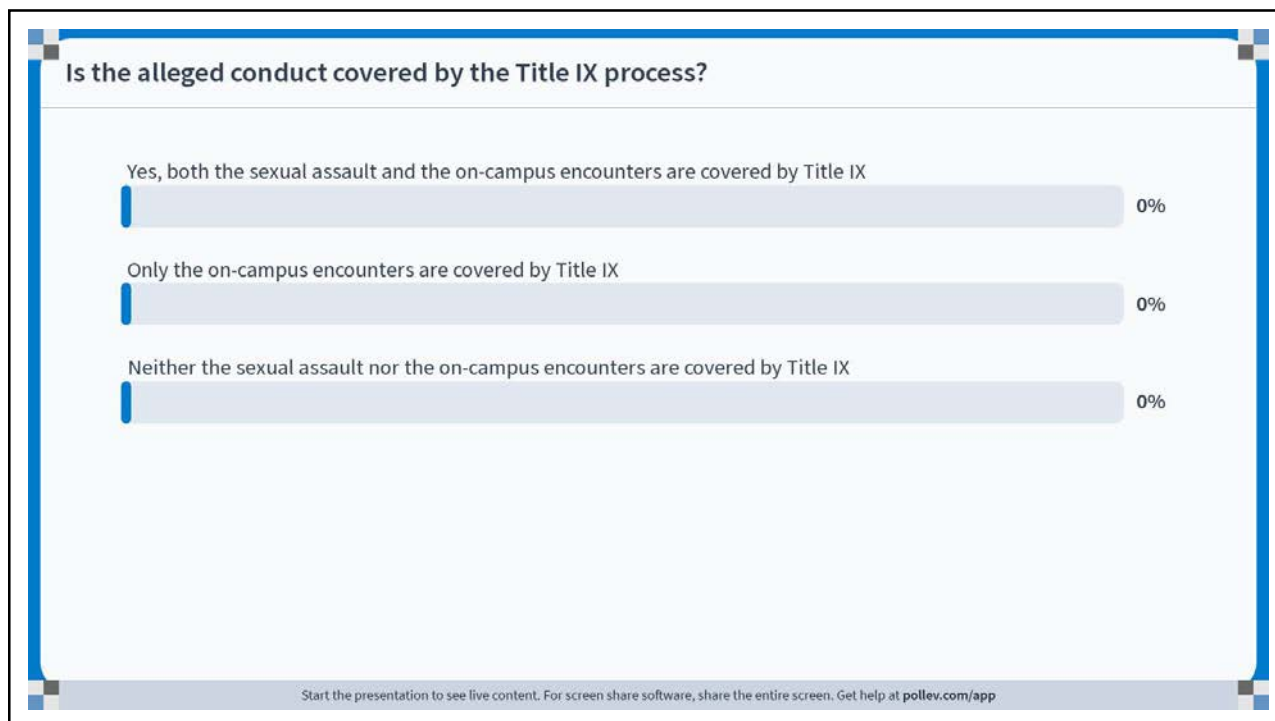 Is the alleged conduct covered by the Title IX process?
Yes, both the sexual assault and the on-campus encounters are covered by Title IX
0%
Only the on-campus encounters are covered by Title IX
0%
Neither the sexual assault nor the on-campus encounters are covered by Title IX
0%
Start the presentation to see live content. For screen share software, share the entire screen. Get help at pollev.com/app